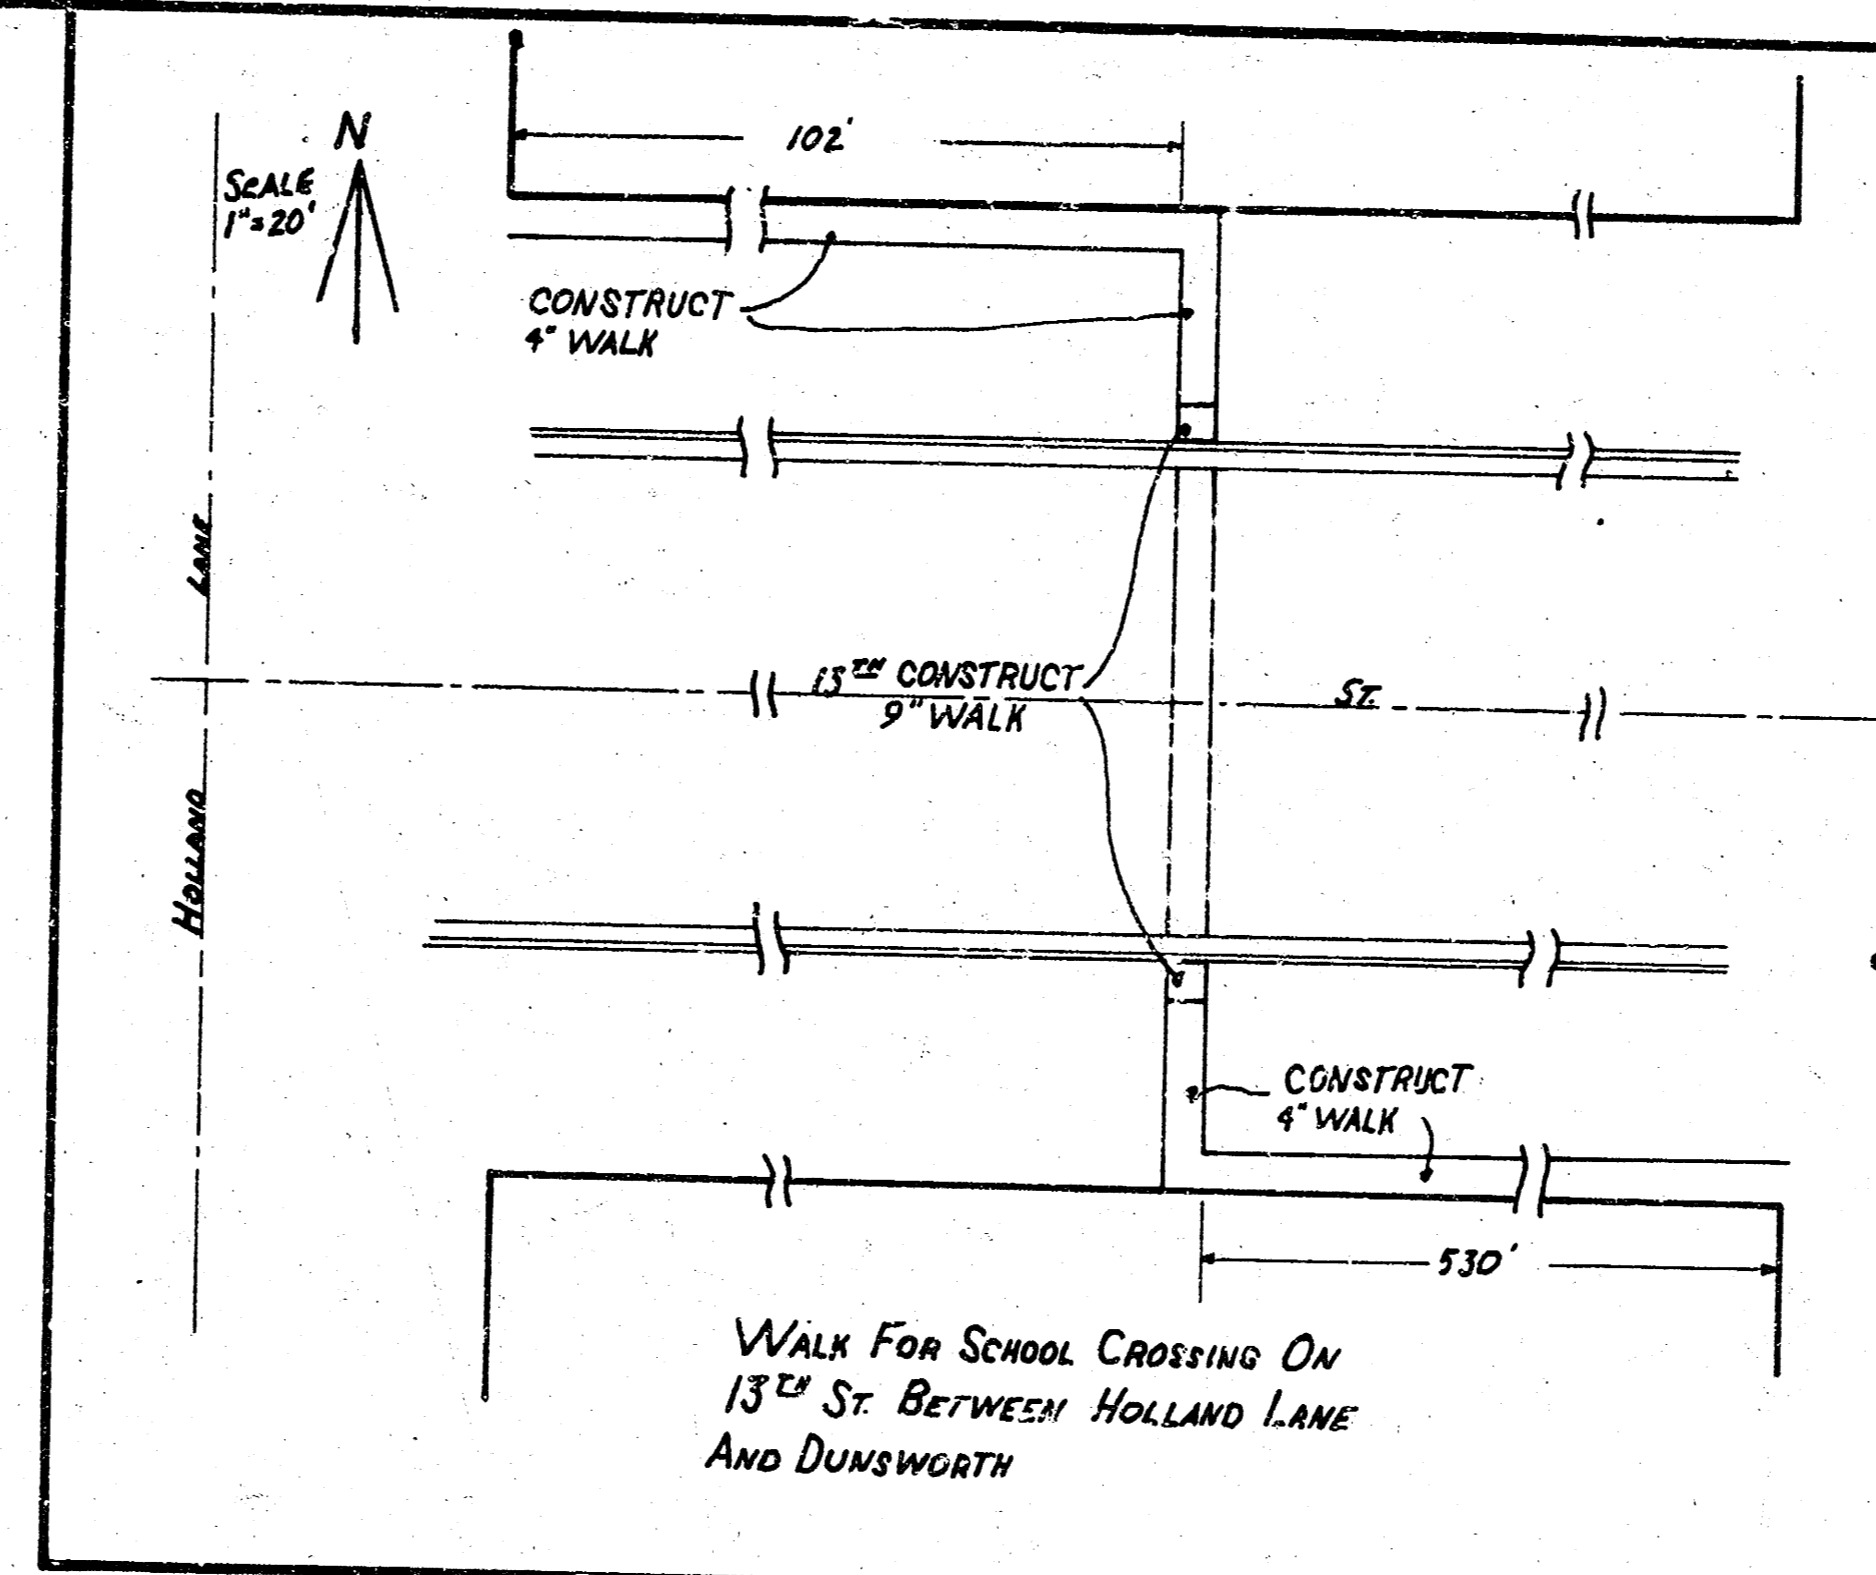 102'
N
SCALE
1"=20'
CONSTRUCT
4" WALK
LANE
13TH CONSTRUCT
9" WALK
ST.
HOLLAND
CONSTRUCT
4" WALK
530'
WALK FOR SCHOOL CROSSING ON
13TH ST. BETWEEN HOLLAND LANE
AND DUNSWORTH